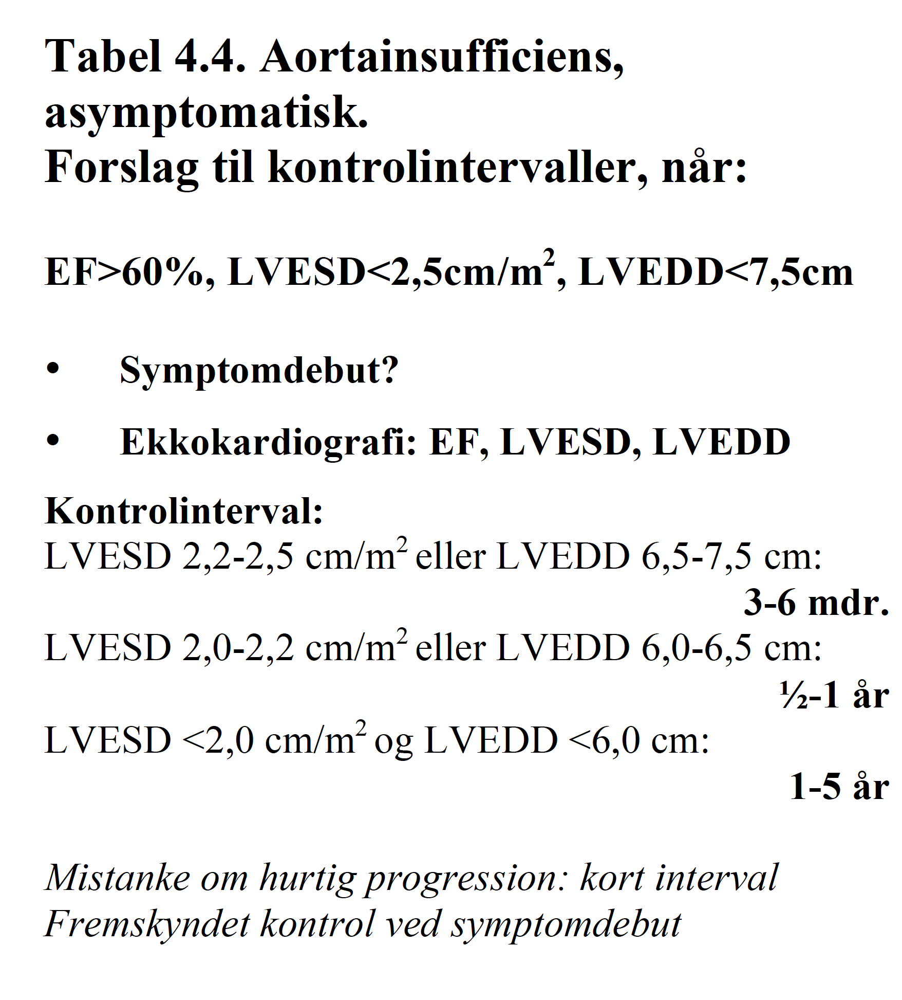 Tabel 4.4. Aortainsufficiens,
asymptomatisk.
Forslag til kontrolintervaller, når:
EF>60%, LVESD<2,5cm/m², LVEDD<7,5cm
• Symptomdebut?
• Ekkokardiografi: EF, LVESD, LVEDD
Kontrolinterval:
LVESD 2,2-2,5 cm/m² eller LVEDD 6,5-7,5 cm:
3-6 mdr.
LVESD 2,0-2,2 cm/m² eller LVEDD 6,0-6,5 cm:
½-1 år
LVESD <2,0 cm/m² og LVEDD <6,0 cm:
1-5 år
Mistanke om hurtig progression: kort interval
Fremskyndet kontrol ved symptomdebut